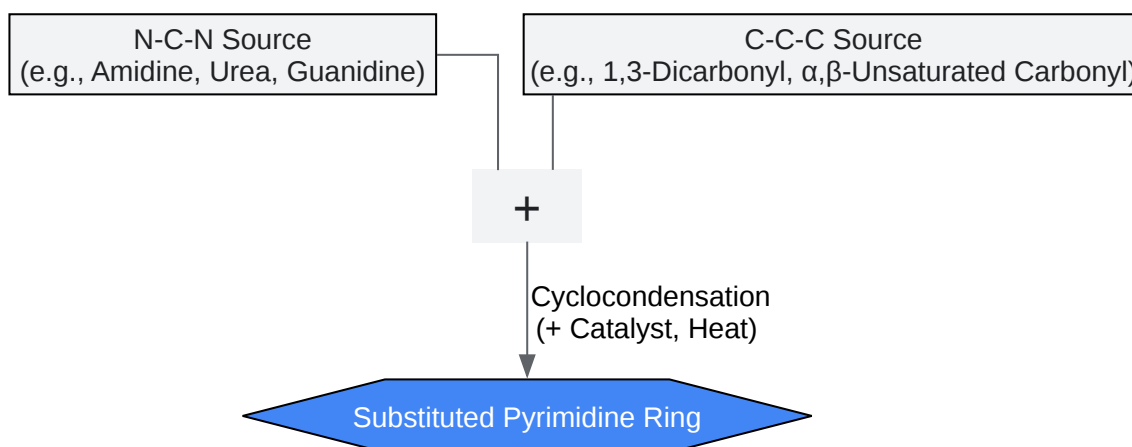 N-C-N Source
(e.g., Amidine, Urea, Guanidine)
C-C-C Source
(e.g., 1,3-Dicarbonyl, α,β-Unsaturated Carbonyl)
+
Cyclocondensation
(+ Catalyst, Heat)
Substituted Pyrimidine Ring